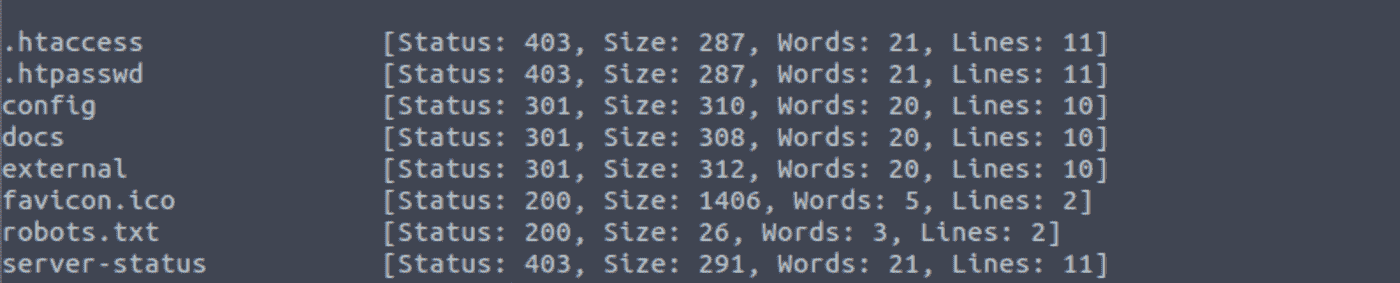 .htaccess [Status: 403, Size: 287, Words: 21, Lines: 11]
.htpasswd [Status: 403, Size: 287, Words: 21, Lines: 11]
config [Status: 301, Size: 310, Words: 20, Lines: 10]
docs [Status: 301, Size: 308, Words: 20, Lines: 10]
external [Status: 301, Size: 312, Words: 20, Lines: 10]
favicon.ico [Status: 200, Size: 1406, Words: 5, Lines: 2]
robots.txt [Status: 200, Size: 26, Words: 3, Lines: 2]
server-status [Status: 403, Size: 291, Words: 21, Lines: 11]